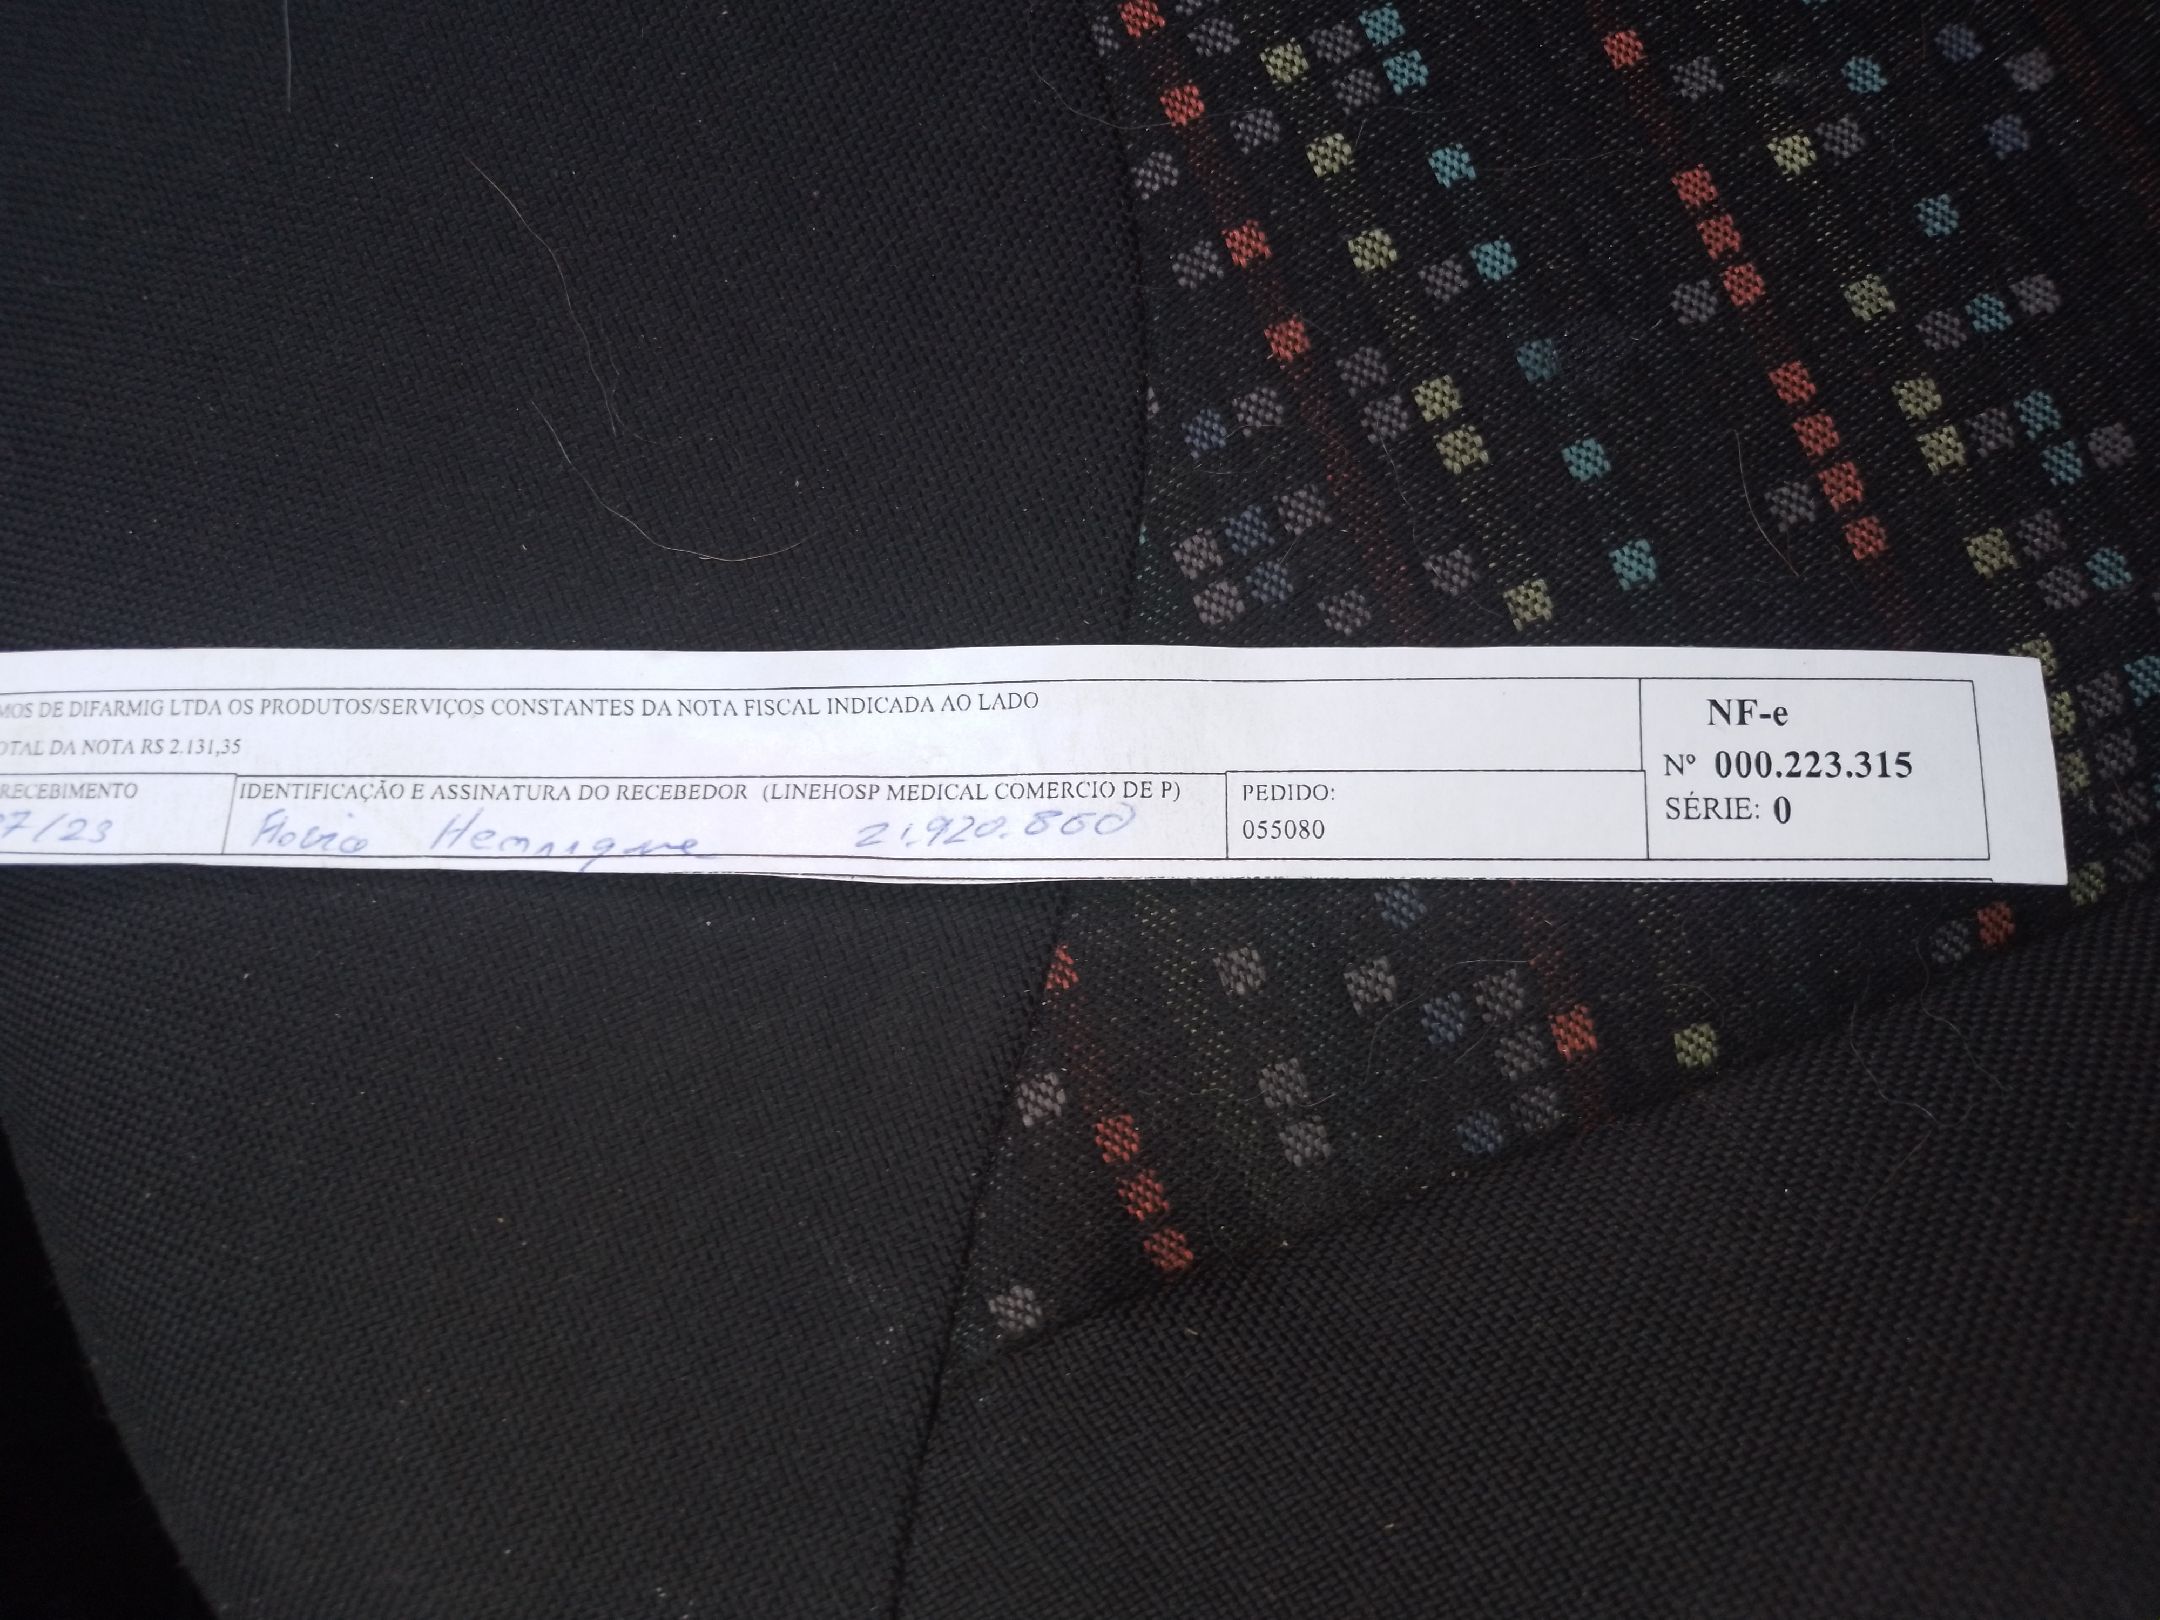 MOS DE DIFARMIG LTDA OS PRODUTOS/SERVIÇOS CONSTANTES DA NOTA FISCAL INDICADA AO LADO
OTAL DA NOTA R$ 2.131,35
RECEBIMENTO
7/23
IDENTIFICAÇÃO E ASSINATURA DO RECEBEDOR (LINEHOSP MEDICAL COMERCIO DE P)
Flavio Henrique 21.920.860
PEDIDO:
055080
NF-e
Nº 000.223.315
SÉRIE: 0